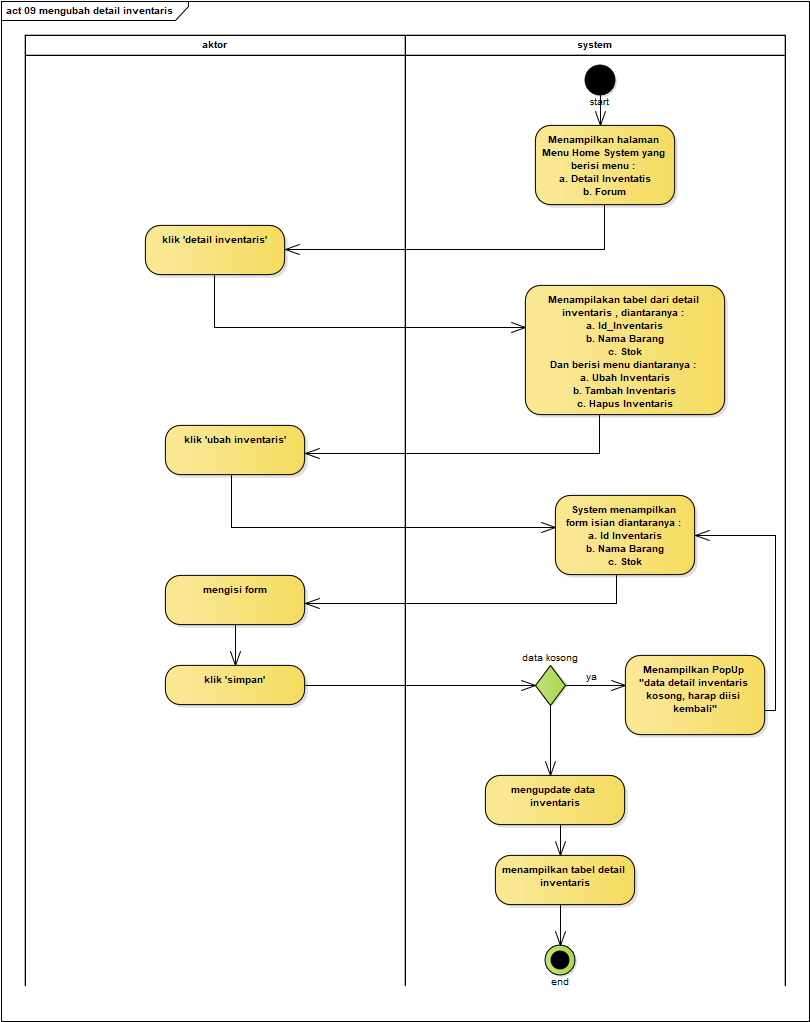 act 09 mengubah detail inventaris
aktor
system
start
Menampilkan halaman
Menu Home System yang
berisi menu :
a. Detail Inventatis
b. Forum
klik 'detail inventaris'
Menampilakan tabel dari detail
inventaris , diantaranya :
a. Id_Inventaris
b. Nama Barang
c. Stok
Dan berisi menu diantaranya :
a. Ubah Inventaris
b. Tambah Inventaris
c. Hapus Inventaris
klik 'ubah inventaris'
System menampilkan
form isian diantaranya :
a. Id Inventaris
b. Nama Barang
c. Stok
mengisi form
klik 'simpan'
data kosong
ya
Menampilkan PopUp
"data detail inventaris
kosong, harap diisi
kembali"
mengupdate data
inventaris
menampilkan tabel detail
inventaris
end